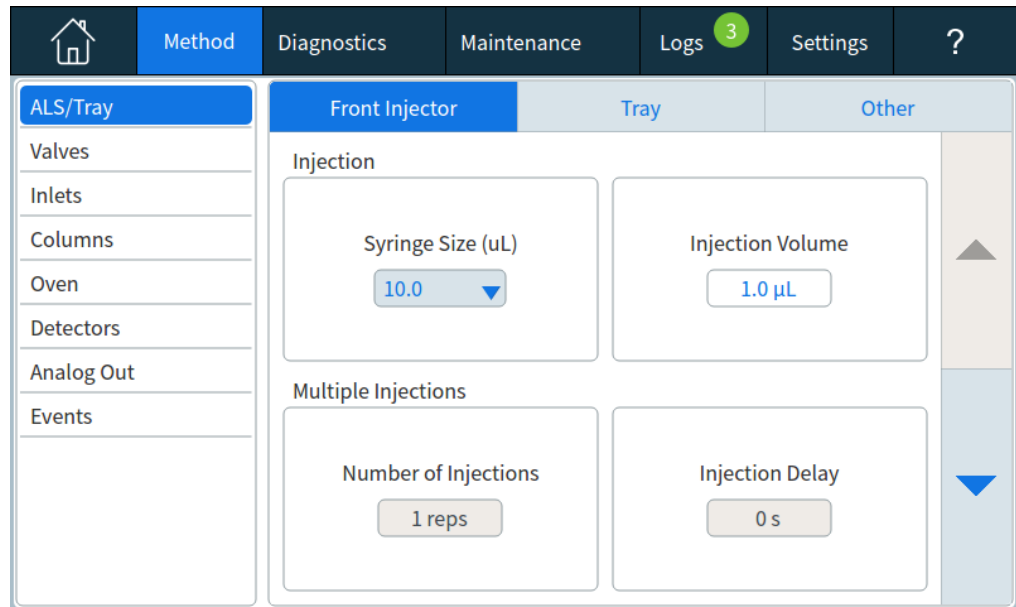 Method
Diagnostics
Maintenance
Logs
3
Settings
?
ALS/Tray
Valves
Inlets
Columns
Oven
Detectors
Analog Out
Events
Front Injector
Tray
Other
Injection
Syringe Size (uL)
10.0
Injection Volume
1.0 µL
Multiple Injections
Number of Injections
1 reps
Injection Delay
0 s